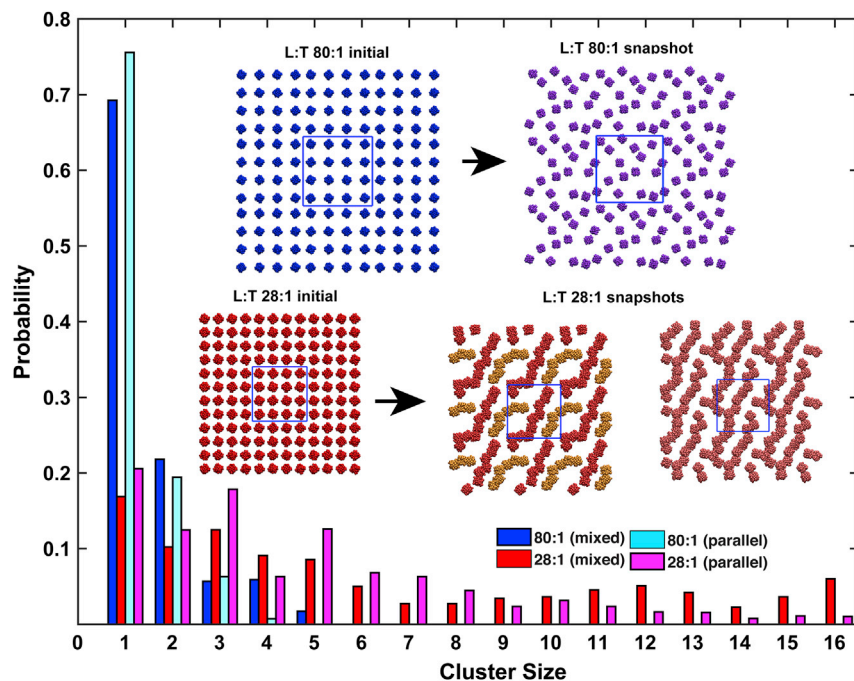 0.8
0.7
0.6
0.5
0.4
0.3
0.2
0.1
Probability
L:T 80:1 initial
L:T 80:1 snapshot
L:T 28:1 initial
L:T 28:1 snapshots
80:1 (mixed)
80:1 (parallel)
28:1 (mixed)
28:1 (parallel)
0 1 2 3 4 5 6 7 8 9 10 11 12 13 14 15 16
Cluster Size